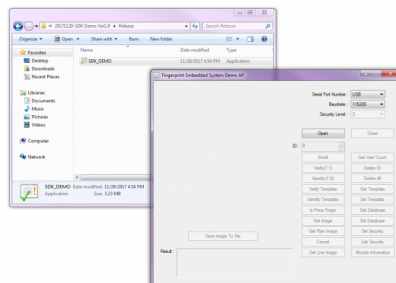 20171129-SDK Demo Ver1.9 ▸ Release
Search Release
Organize
Open
Share with
Burn
New folder
Name
Date modified
Type
Favorites
Desktop
Downloads
Recent Places
SDK_DEMO
11/29/2017 4:54 PM
Application
Libraries
Documents
Music
Pictures
Videos
Computer
Network
SDK_DEMO Date modified: 11/29/2017 4:54 PM
Application Size: 3.23 MB
Fingerprint Embedded System Demo AP
Serial Port Number
USB
Baudrate
115200
Security Level
3
Open
Close
ID:
0
Enroll
Get User Count
Verify(1:1)
Delete ID
Identify(1:N)
Delete All
Verify Template
Get Template
Identify Template
Set Template
Is Press Finger
Get Database
Get Image
Set Database
Get Raw Image
Set Security
Save Image To File
Cancel
Get Security
Result :
Get Live Image
Module Information